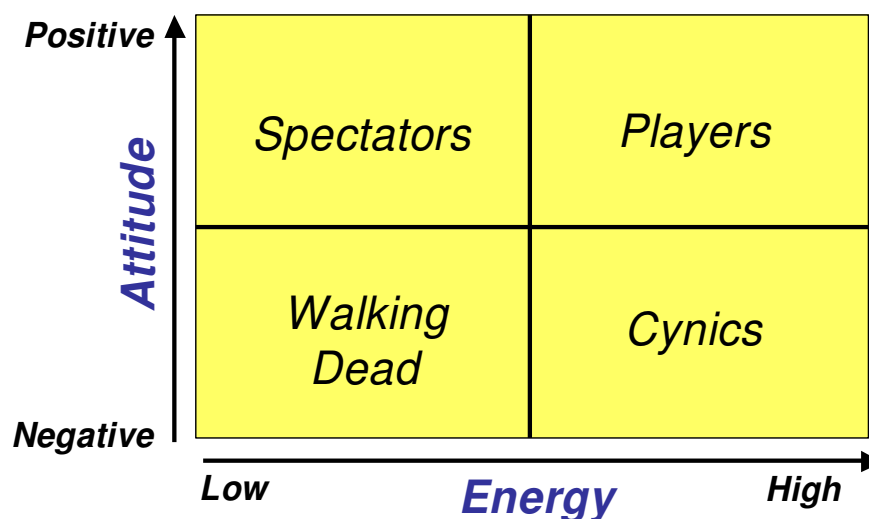 Positive
Spectators
Players
Attitude
Walking
Dead
Cynics
Negative
Low
Energy
High